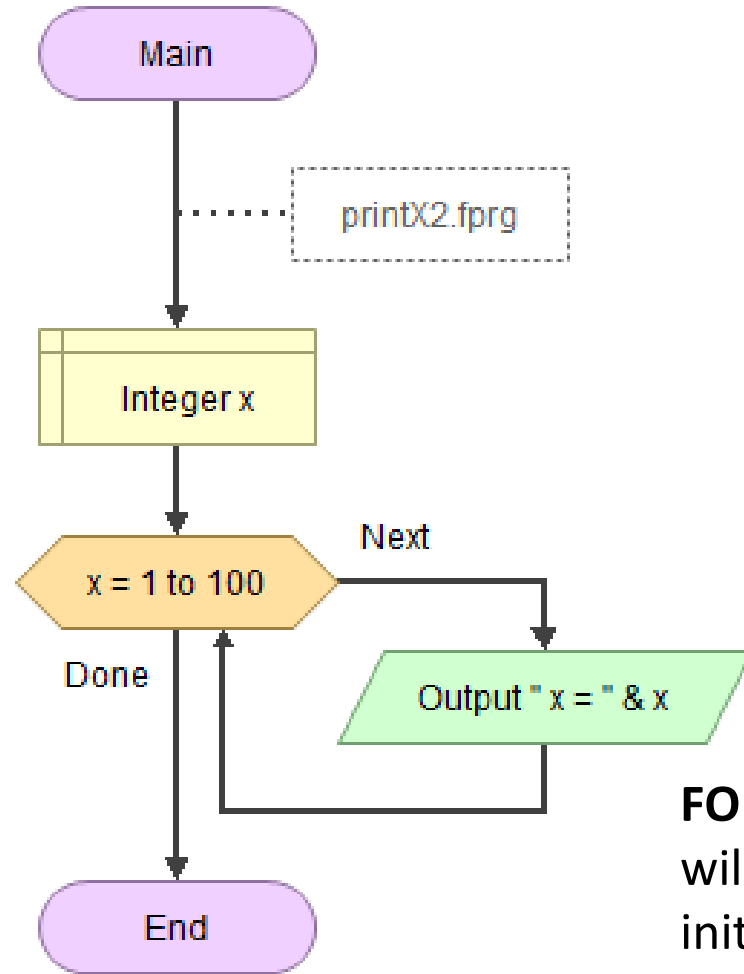 Main
printX2.fprg
Integer x
x = 1 to 100
Next
Done
Output " x = " & x
End